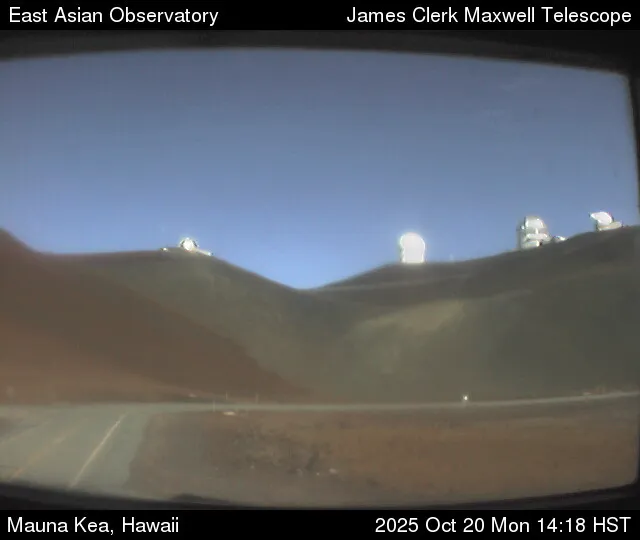 East Asian Observatory
James Clerk Maxwell Telescope
Mauna Kea, Hawaii
2025 Oct 20 Mon 14:18 HST